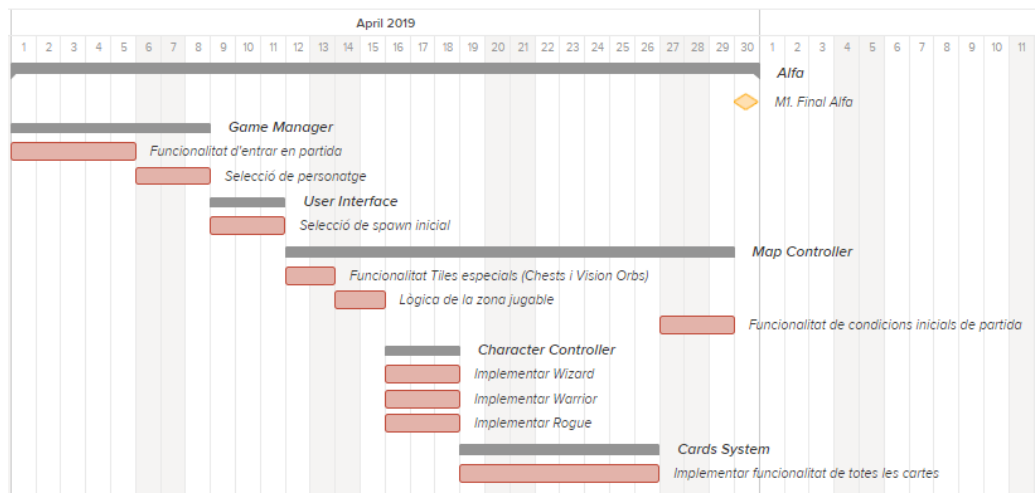 April 2019
1 2 3 4 5 6 7 8 9 10 11 12 13 14 15 16 17 18 19 20 21 22 23 24 25 26 27 28 29 30 1 2 3 4 5 6 7 8 9 10 11
Alfa
M1. Final Alfa
Game Manager
Funcionalitat d'entrar en partida
Selecció de personatge
User Interface
Selecció de spawn inicial
Map Controller
Funcionalitat Tiles especials (Chests i Vision Orbs)
Lògica de la zona jugable
Funcionalitat de condicions inicials de partida
Character Controller
Implementar Wizard
Implementar Warrior
Implementar Rogue
Cards System
Implementar funcionalitat de totes les cartes